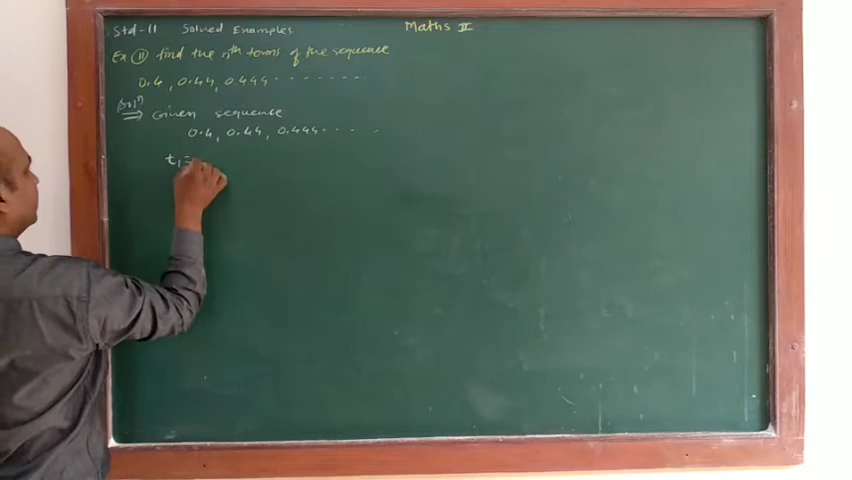 Std-11 Solved Examples Maths II
Ex (11) find the nth terms of the sequence
0.4, 0.44, 0.444 . . . . . . . .
(Solⁿ) Given sequence
0.4, 0.44, 0.444 . . . .
t₁ =